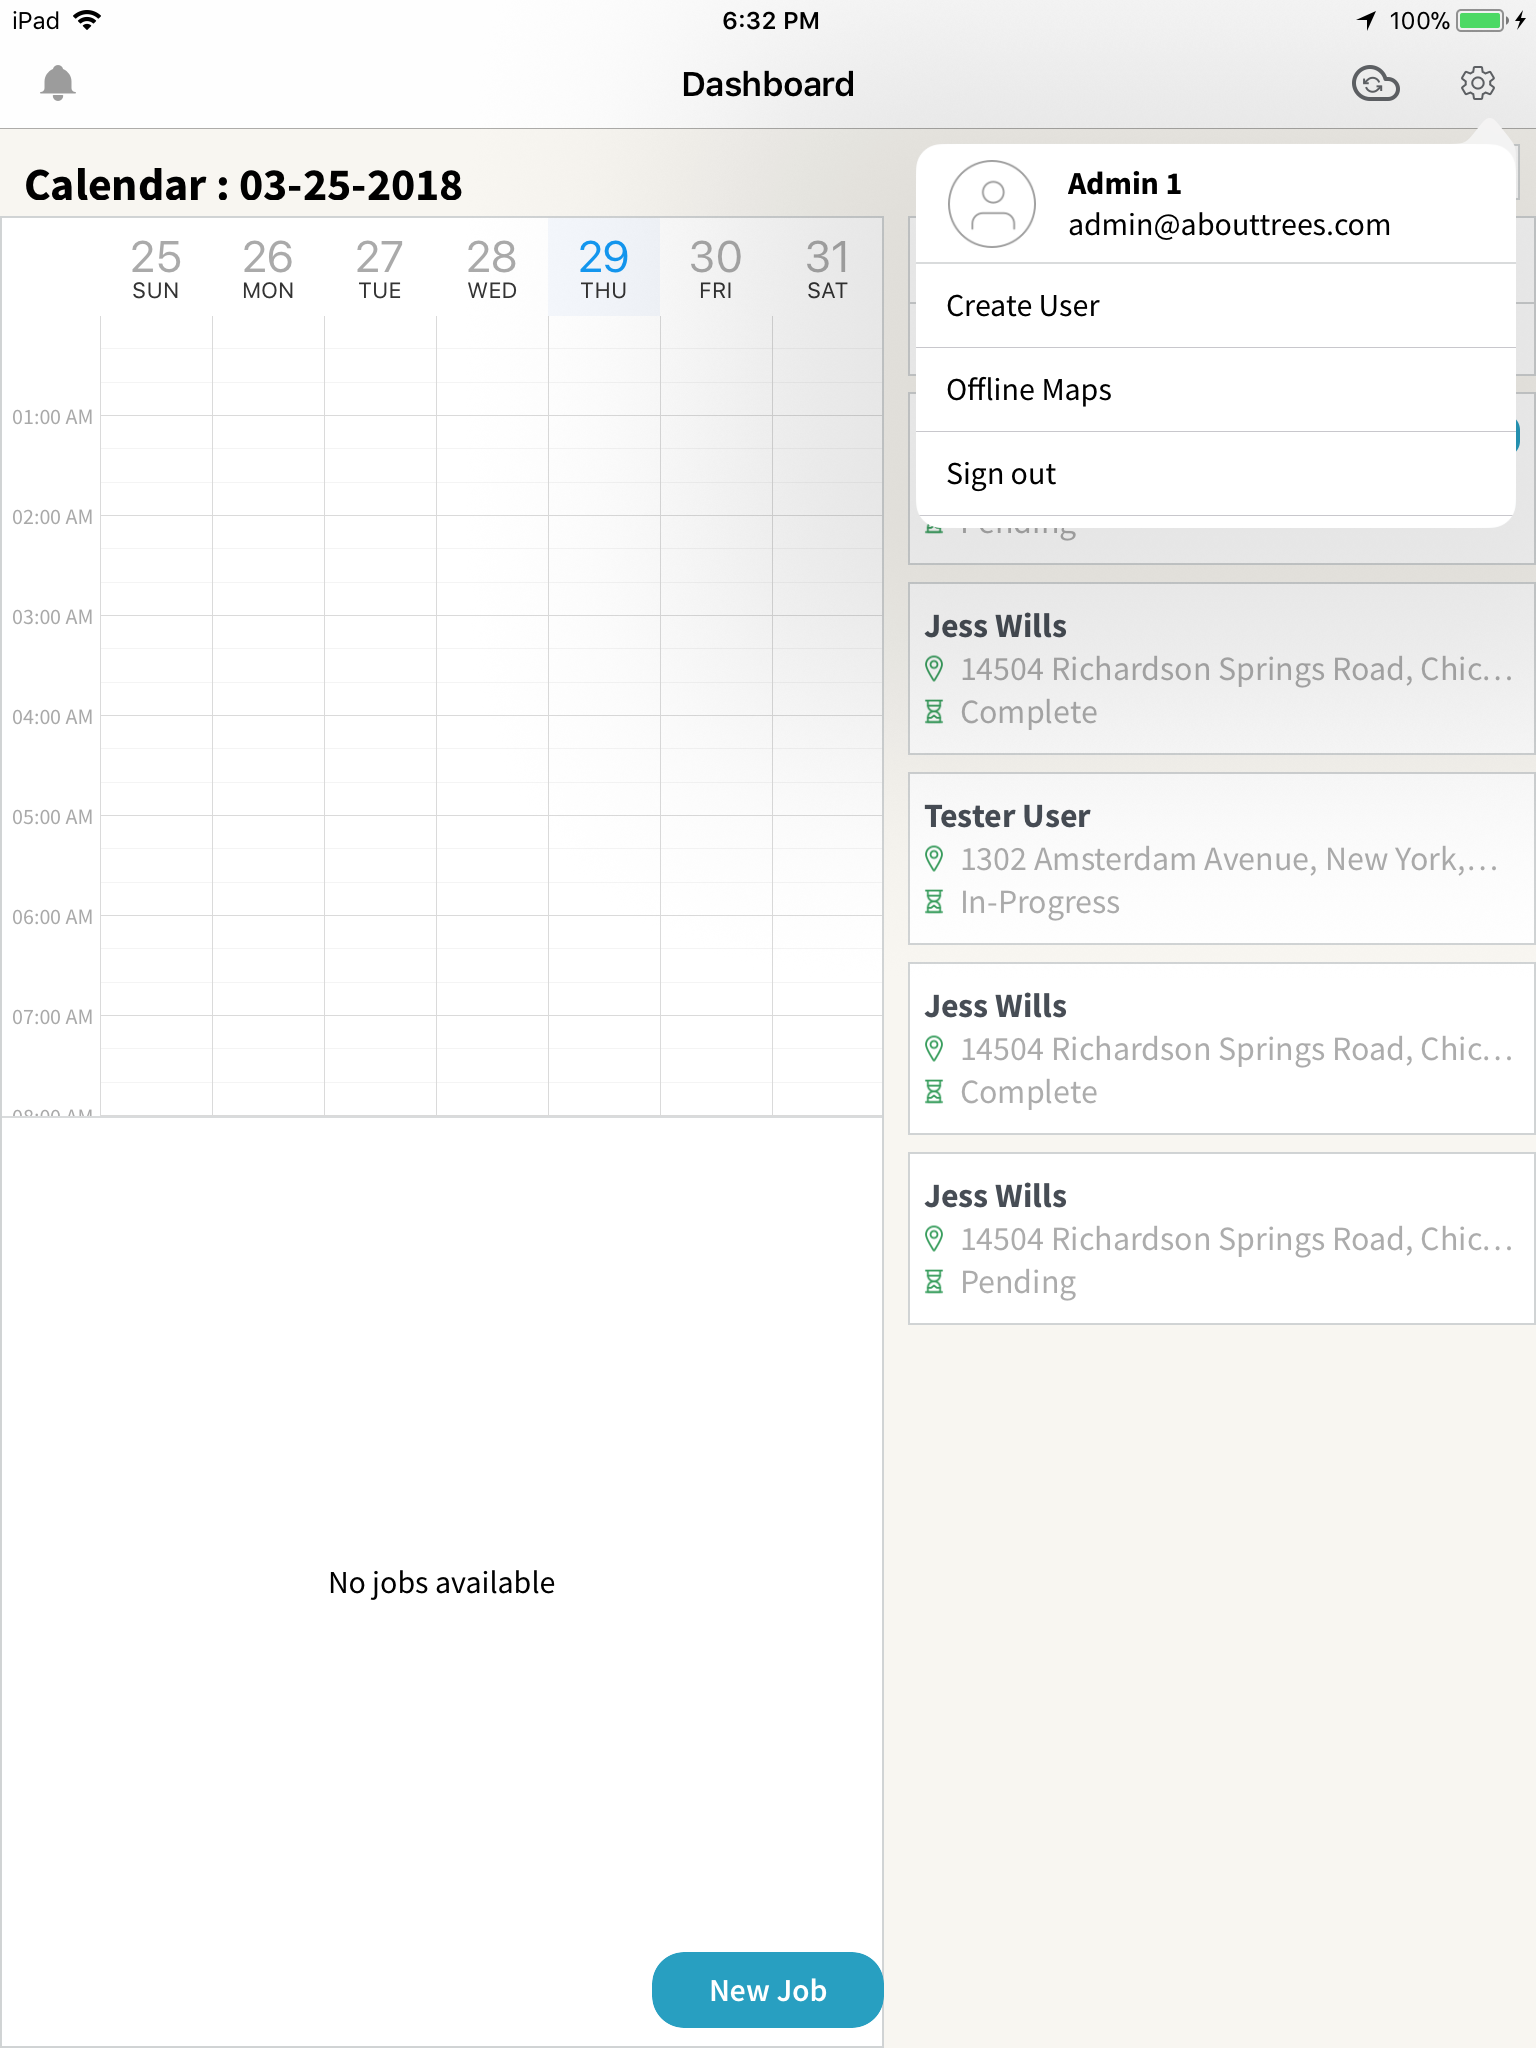 iPad 6:32 PM 100%
Dashboard
Calendar : 03-25-2018
25 26 27 28 29 30 31
SUN MON TUE WED THU FRI SAT
01:00 AM
02:00 AM
03:00 AM
04:00 AM
05:00 AM
06:00 AM
07:00 AM
08:00 AM
No jobs available
New Job
Admin 1
admin@abouttrees.com
Create User
Offline Maps
Sign out
Pending
Jess Wills
14504 Richardson Springs Road, Chic...
Complete
Tester User
1302 Amsterdam Avenue, New York,...
In-Progress
Jess Wills
14504 Richardson Springs Road, Chic...
Complete
Jess Wills
14504 Richardson Springs Road, Chic...
Pending